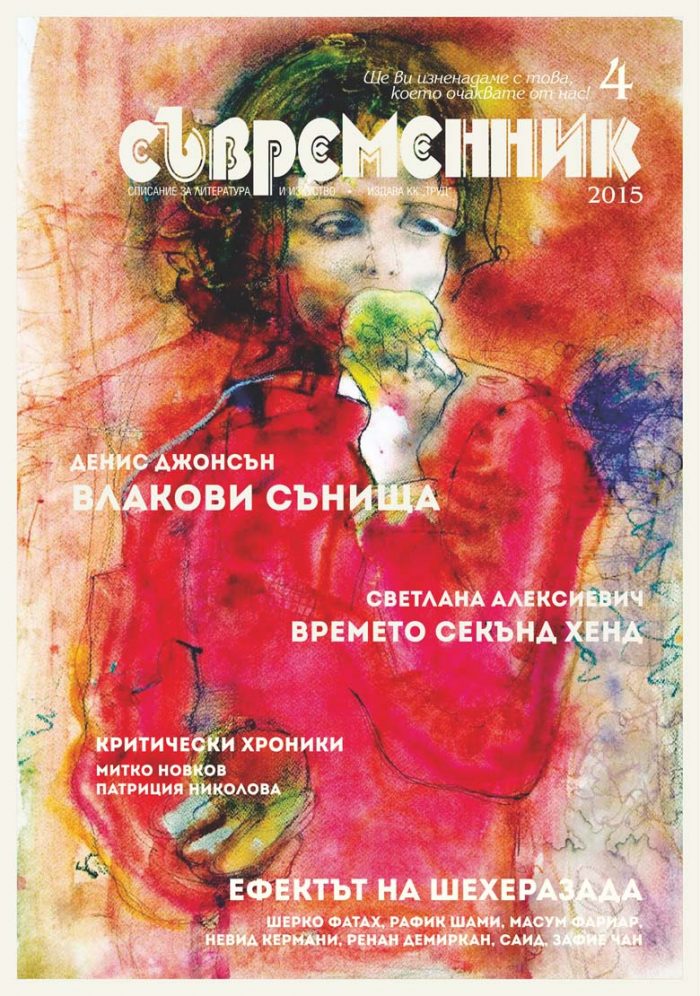 Ще Ви изненадаме с това,
което очаквате от нас! 4
съвременник
СПИСАНИЕ ЗА ЛИТЕРАТУРА И ИЗКУСТВО • ИЗДАВА КК „ТРУД“
2015
ДЕНИС ДЖОНСЪН
ВЛАКОВИ СЪНИЩА
СВЕТЛАНА АЛЕКСИЕВИЧ
ВРЕМЕТО СЕКЪНД ХЕНД
КРИТИЧЕСКИ ХРОНИКИ
МИТКО НОВКОВ
ПАТРИЦИЯ НИКОЛОВА
ЕФЕКТЪТ НА ШЕХЕРАЗАДА
ШЕРКО ФАТАХ, РАФИК ШАМИ, МАСУМ ФАРИАР,
НЕВИД КЕРМАНИ, РЕНАН ДЕМИРКАН, САИД, ЗАФИЕ ЧАН